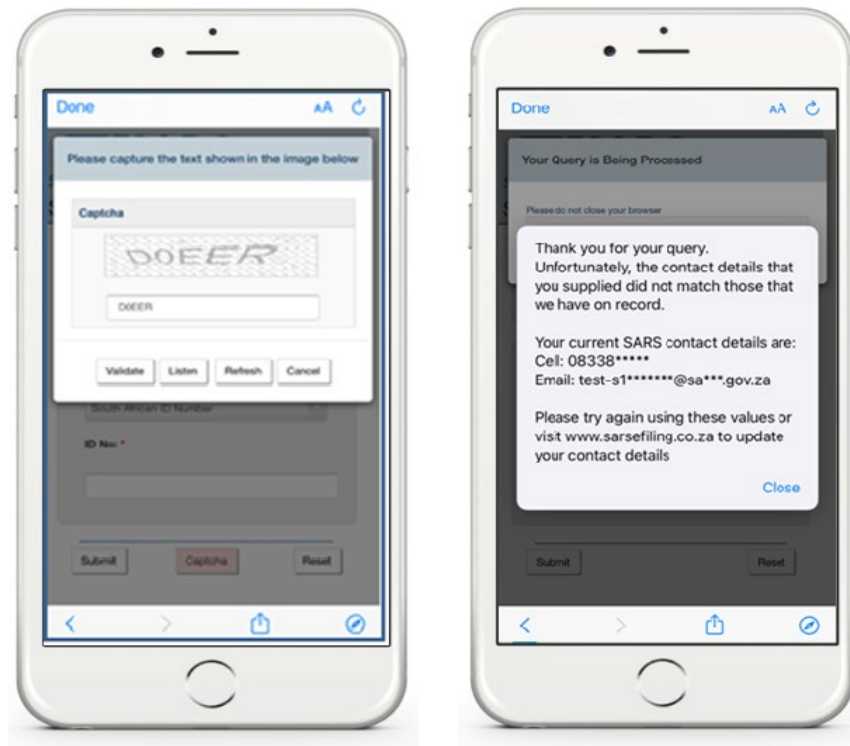 Done AA
Please capture the text shown in the image below
Captcha
D0EER
D0EER
Validate Listen Refresh Cancel
South African ID Number
ID No: *
Submit Captcha Reset
Done AA
Your Query is Being Processed
Please do not close your browser
Thank you for your query.
Unfortunately, the contact details that
you supplied did not match those that
we have on record.
Your current SARS contact details are:
Cell: 08338*****
Email: test-s1*******@sa***.gov.za
Please try again using these values or
visit www.sarsefiling.co.za to update
your contact details
Close
Submit Reset